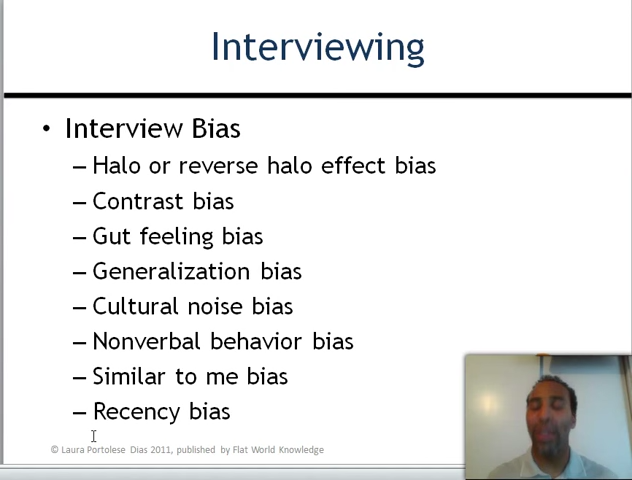 Interviewing
• Interview Bias
– Halo or reverse halo effect bias
– Contrast bias
– Gut feeling bias
– Generalization bias
– Cultural noise bias
– Nonverbal behavior bias
– Similar to me bias
– Recency bias
© Laura Portolese Dias 2011, published by Flat World Knowledge